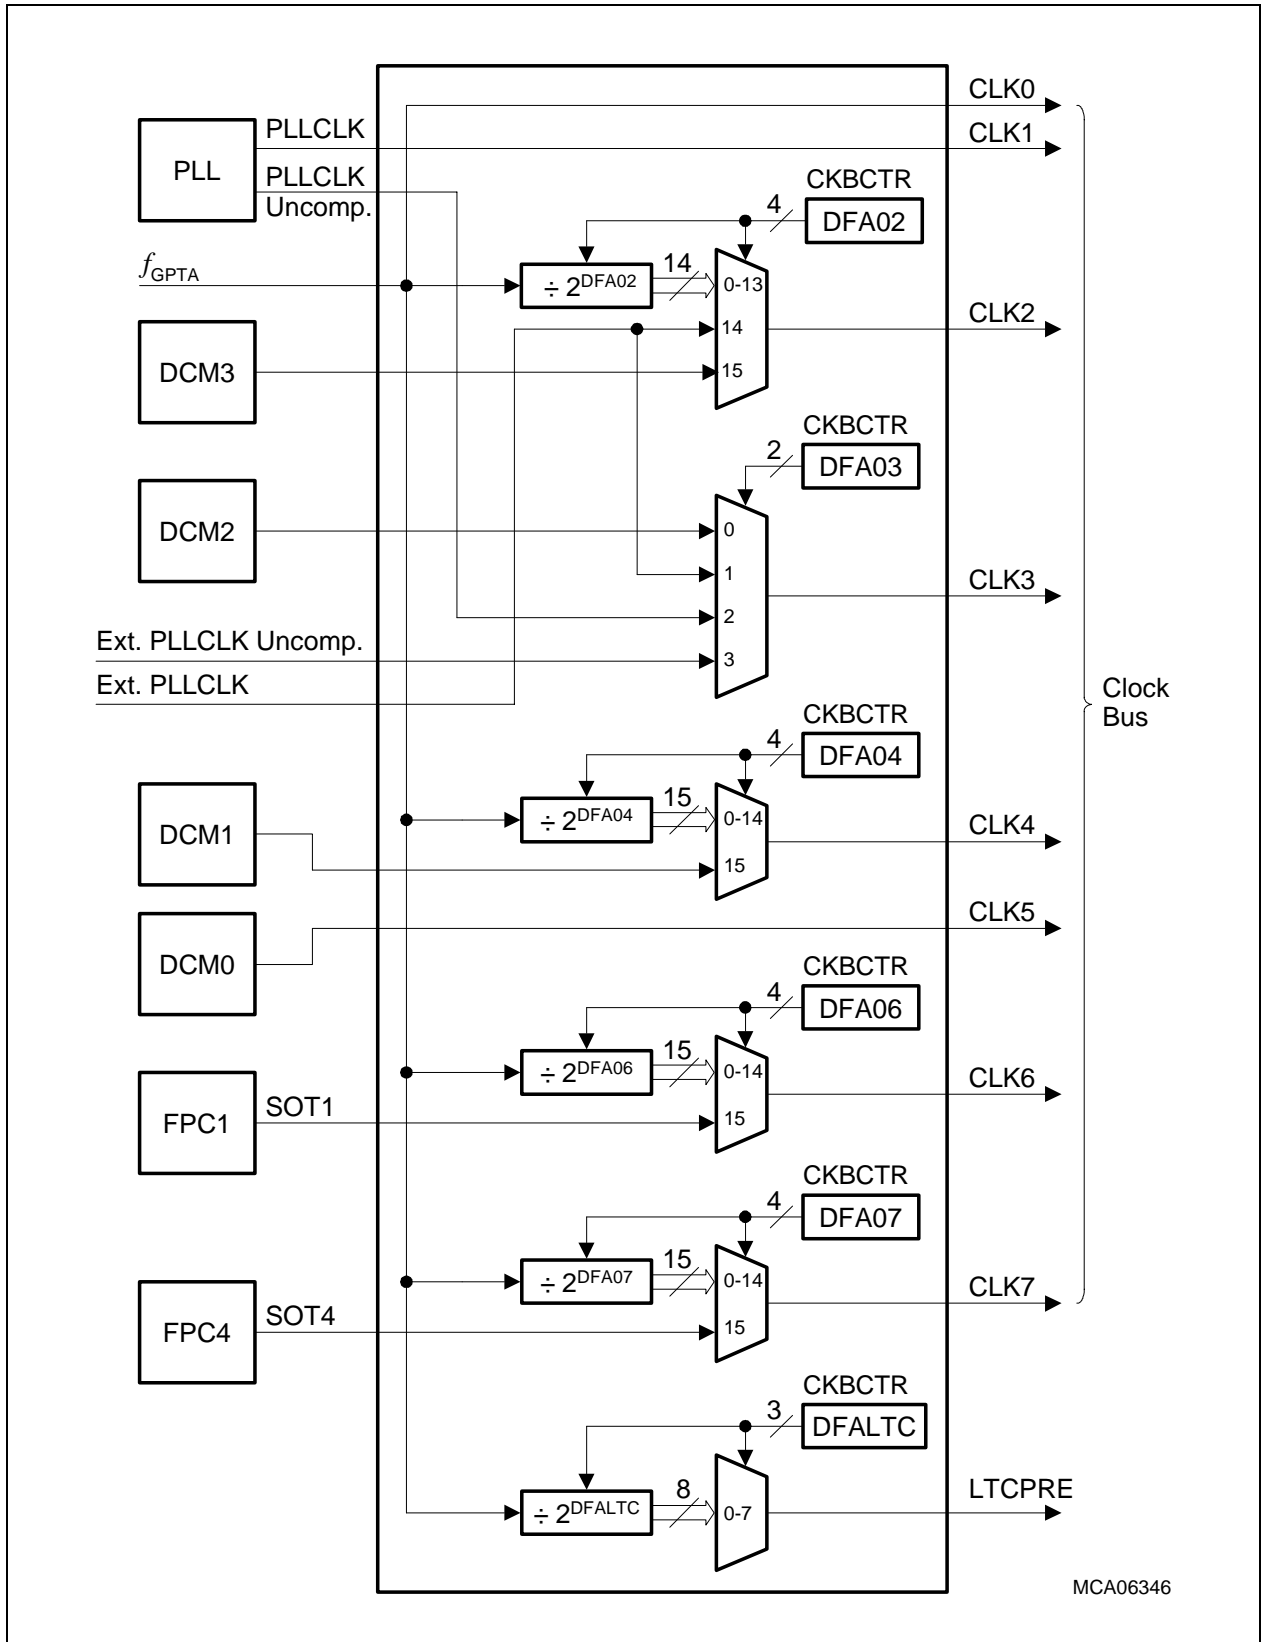 CLK0
PLLCLK
CLK1
PLL
PLLCLK
Uncomp.
CKBCTR
4
DFA02
fGPTA
14
÷ 2DFA02
0-13
CLK2
14
DCM3
15
CKBCTR
2
DFA03
DCM2
0
1
CLK3
2
Ext. PLLCLK Uncomp.
3
Ext. PLLCLK
Clock
Bus
CKBCTR
4
DFA04
15
÷ 2DFA04
0-14
DCM1
CLK4
15
CLK5
DCM0
CKBCTR
4
DFA06
15
÷ 2DFA06
0-14
CLK6
FPC1
SOT1
15
CKBCTR
4
DFA07
15
÷ 2DFA07
0-14
CLK7
FPC4
SOT4
15
CKBCTR
3
DFALTC
8
÷ 2DFALTC
0-7
LTCPRE
MCA06346